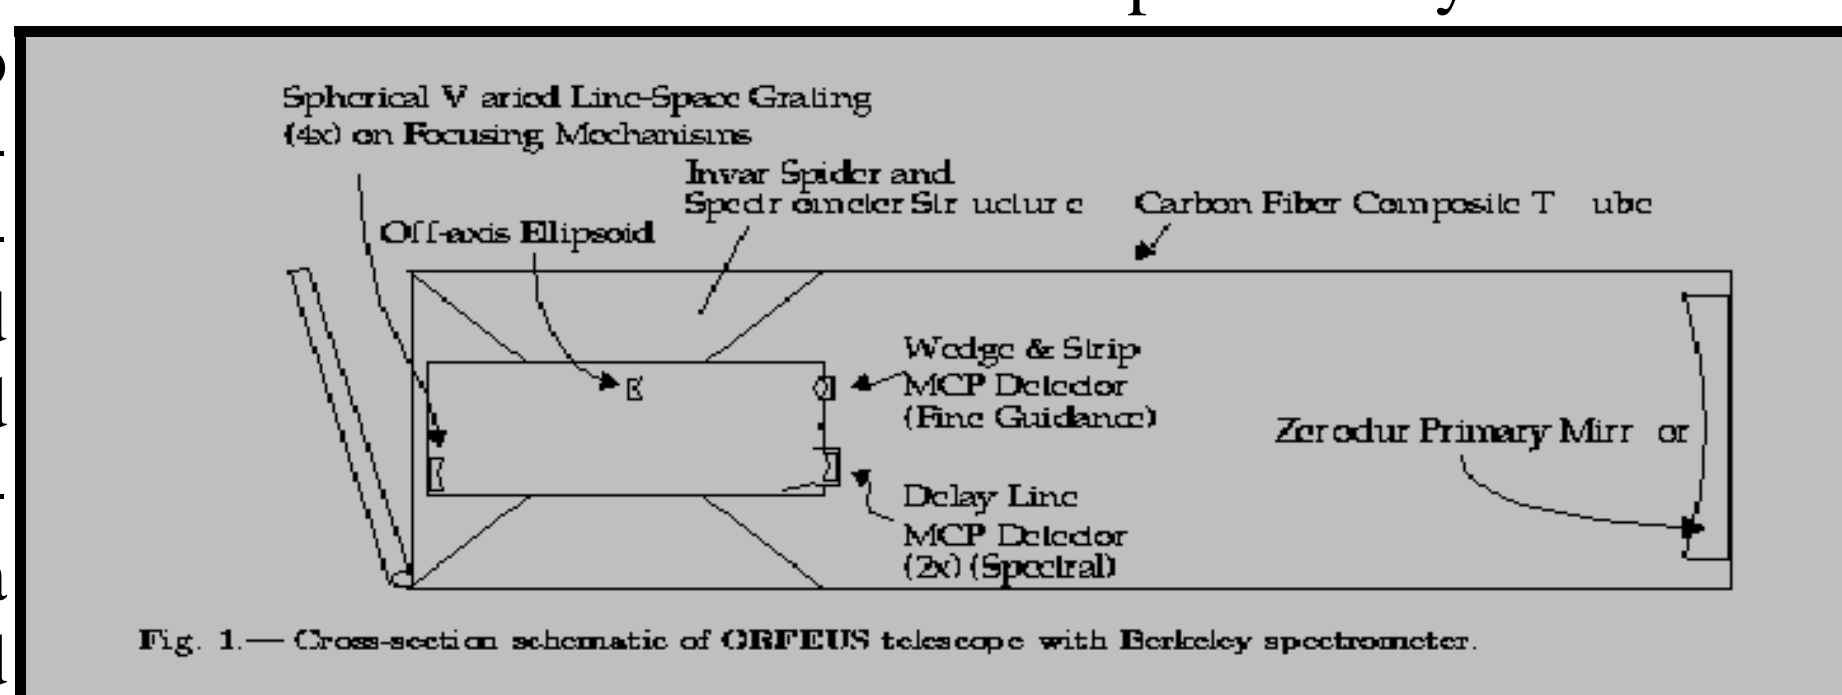 Spherical Varied Line-Space Grating
(4x) on Focusing Mechanisms
Invar Spider and
Spectrometer Structure
Carbon Fiber Composite Tube
Off-axis Ellipsoid
Wedge & Strip
MCP Detector
(Fine Guidance)
Zerodur Primary Mirror
Delay Line
MCP Detector
(2x) (Spectral)
Fig. 1.— Cross-section schematic of ORFEUS telescope with Berkeley spectrometer.